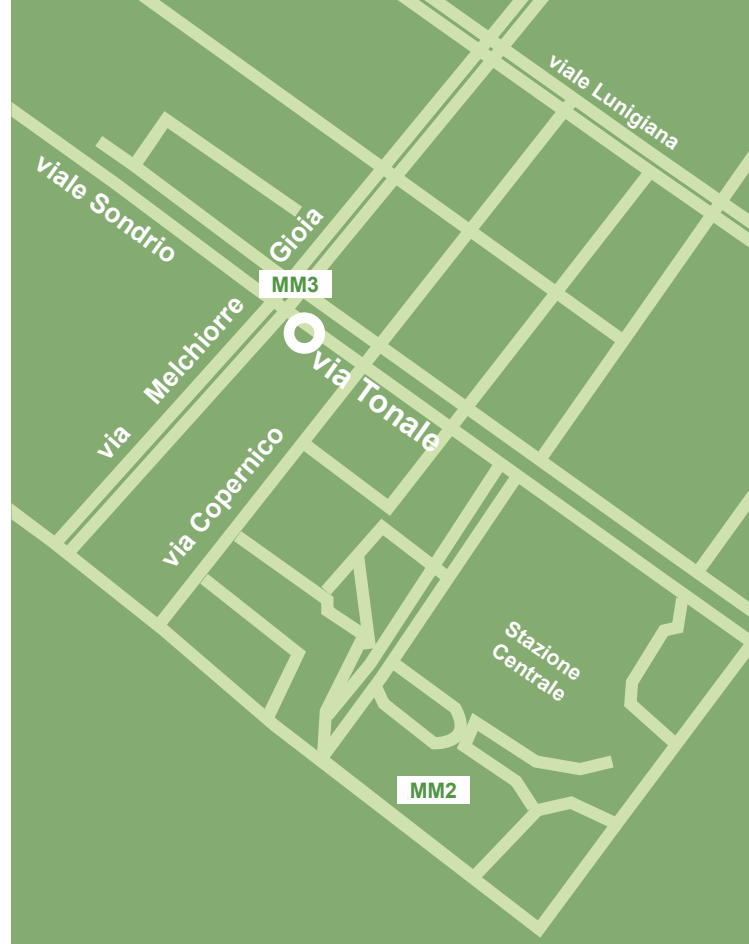 viale Lunigiana
viale Sondrio
via Melchiorre Gioia
MM3
via Tonale
via Copernico
Stazione
Centrale
MM2